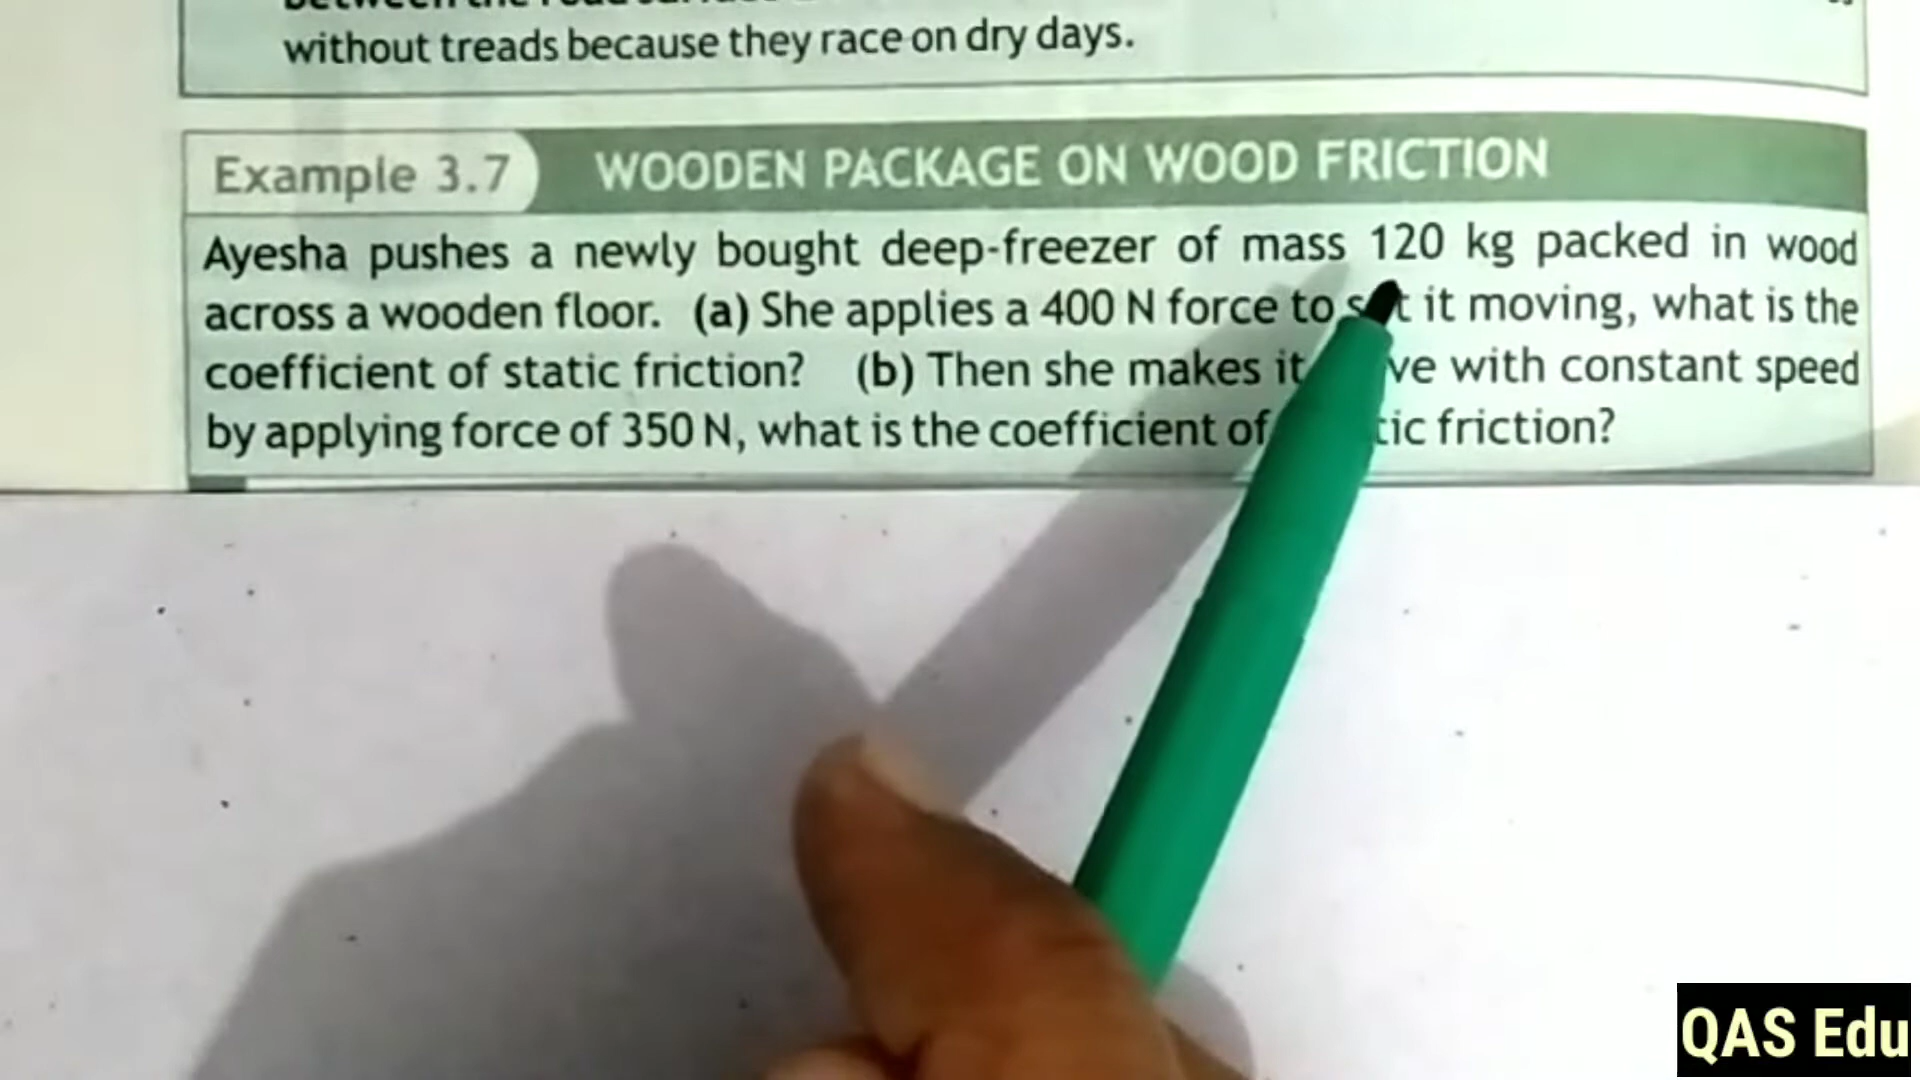 without treads because they race on dry days.
Example 3.7 WOODEN PACKAGE ON WOOD FRICTION
Ayesha pushes a newly bought deep-freezer of mass 120 kg packed in wood
across a wooden floor. (a) She applies a 400 N force to it moving, what is the
coefficient of static friction? (b) Then she makes it with constant speed
by applying force of 350 N, what is the coefficient of friction?
QAS Edu